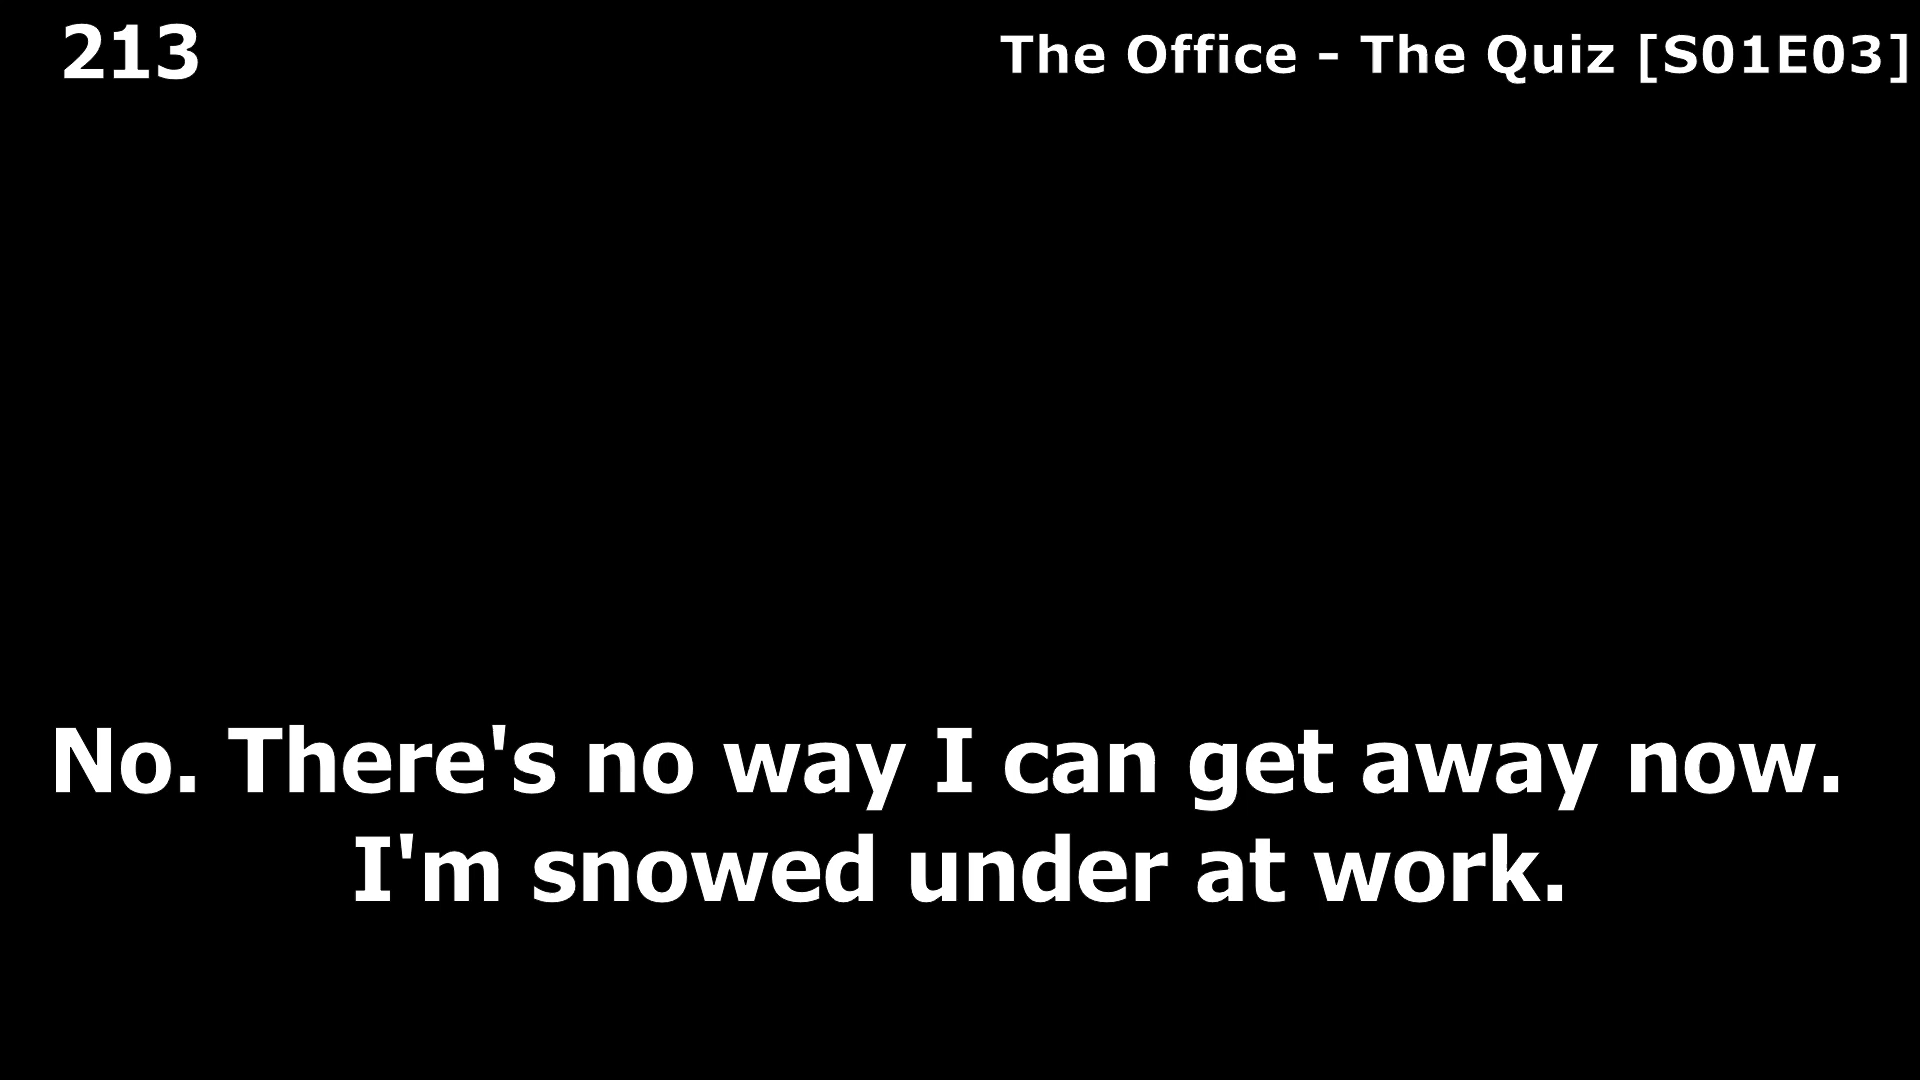 213
The Office - The Quiz [S01E03]
No. There's no way I can get away now.
I'm snowed under at work.